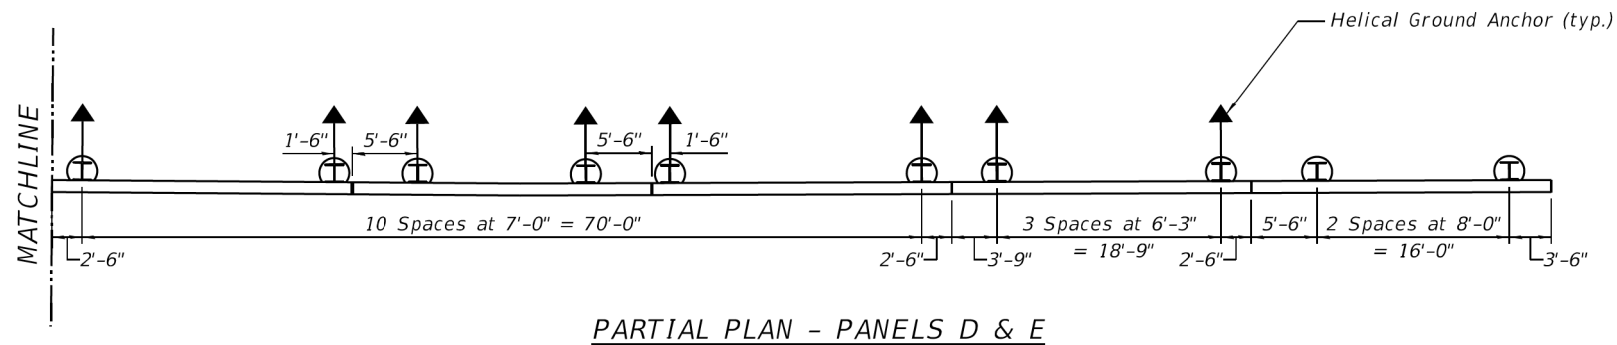 Helical Ground Anchor (typ.)
MATCHLINE
1'-6" 5'-6" 5'-6" 1'-6"
10 Spaces at 7'-0" = 70'-0" 3 Spaces at 6'-3" 5'-6" 2 Spaces at 8'-0"
= 18'-9" = 16'-0"
2'-6" 2'-6" 3'-9" 2'-6" 3'-6"
PARTIAL PLAN - PANELS D & E